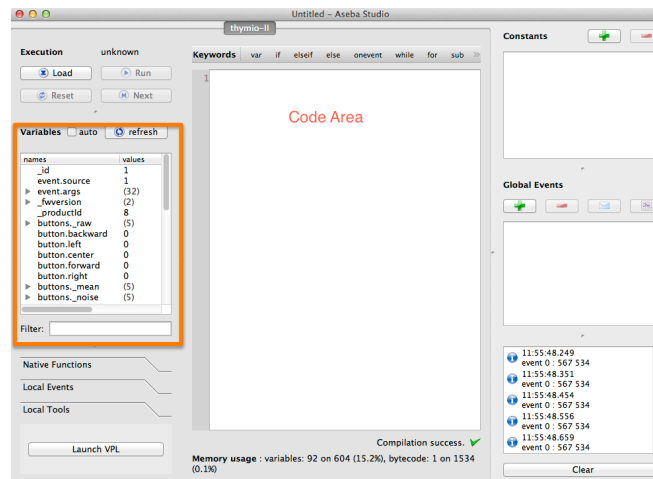 Untitled - Aseba Studio
thymio-II
Execution unknown
Load Run
Reset Next
Variables auto refresh
names values
_id 1
event.source 1
event.args (32)
_fwversion (2)
_productId 8
buttons._raw (5)
button.backward 0
button.left 0
button.center 0
button.forward 0
button.right 0
buttons._mean (5)
buttons._noise (5)
Filter:
Native Functions
Local Events
Local Tools
Launch VPL
Keywords var if elseif else onevent while for sub »
1
Code Area
Compilation success.
Memory usage : variables: 92 on 604 (15.2%), bytecode: 1 on 1534
(0.1%)
Constants
Global Events
11:55:48.249
event 0 : 567 534
11:55:48.351
event 0 : 567 534
11:55:48.454
event 0 : 567 534
11:55:48.556
event 0 : 567 534
11:55:48.659
event 0 : 567 534
Clear